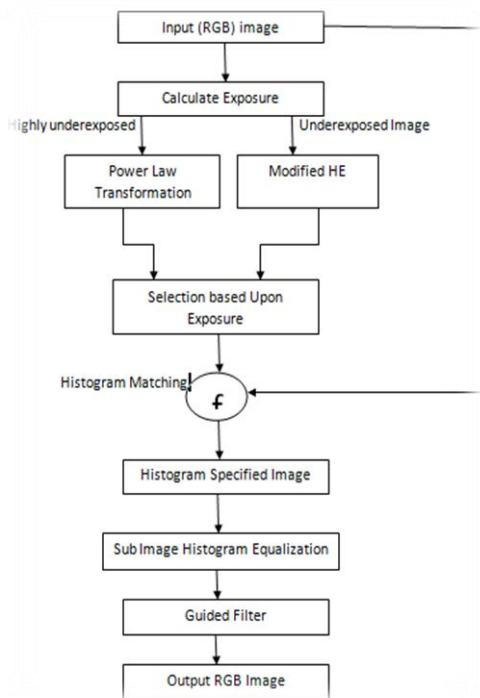 Input (RGB) image
Calculate Exposure
Highly underexposed
Underexposed Image
Power Law
Transformation
Modified HE
Selection based Upon
Exposure
Histogram Matching
f
Histogram Specified Image
Sub Image Histogram Equalization
Guided Filter
Output RGB Image